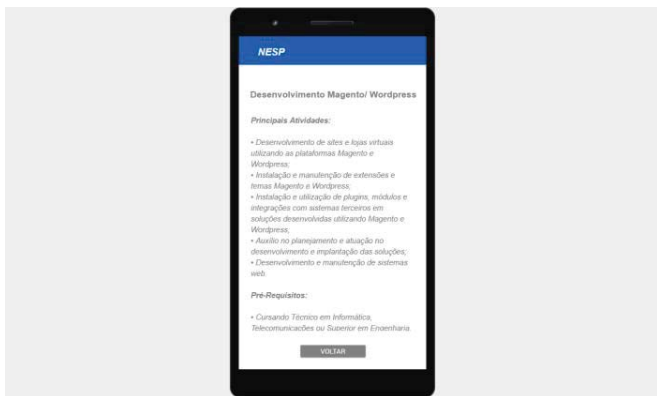 NESP
Desenvolvimento Magento/ Wordpress
Principais Atividades:
• Desenvolvimento de sites e lojas virtuais
utilizando as plataformas Magento e
Wordpress;
• Instalação e manutenção de extensões e
temas Magento e Wordpress;
• Instalação e utilização de plugins, módulos e
integrações com sistemas terceiros em
soluções desenvolvidas utilizando Magento e
Wordpress;
• Auxílio no planejamento e atuação no
desenvolvimento e implantação das soluções;
• Desenvolvimento e manutenção de sistemas
web.
Pré-Requisitos:
• Cursando Técnico em Informática,
Telecomunicações ou Superior em Engenharia
VOLTAR